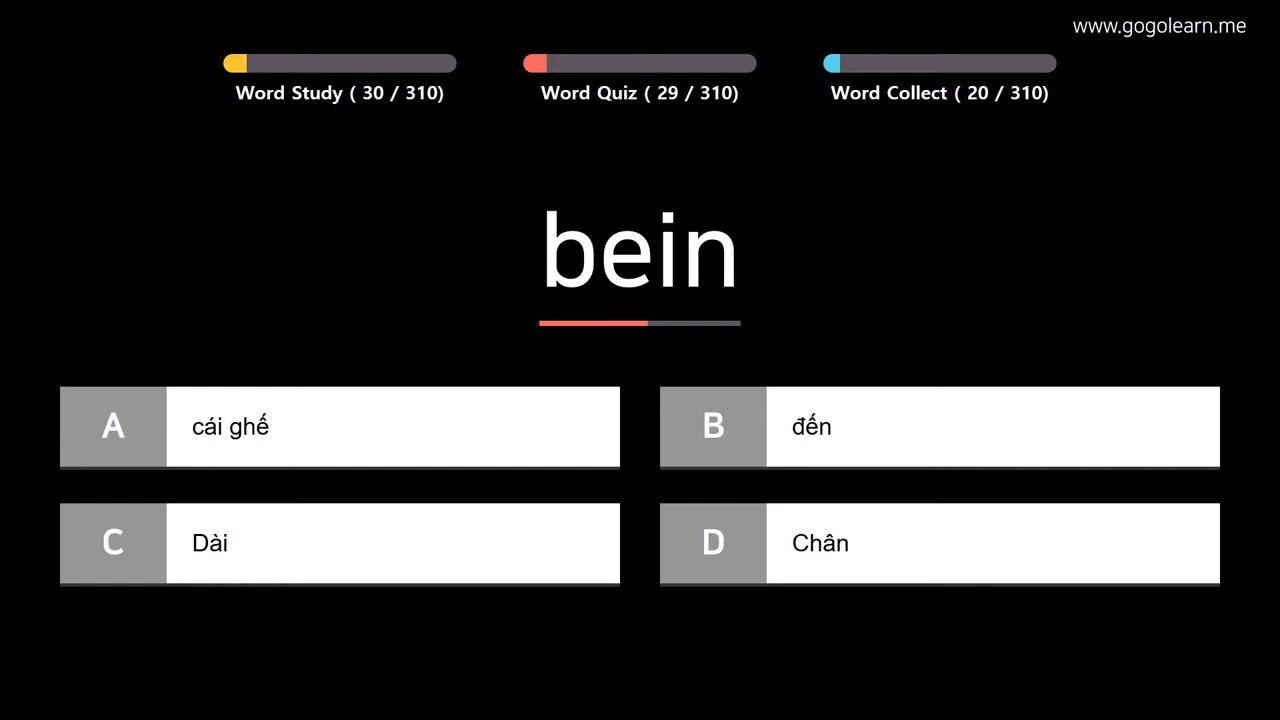 www.gogolearn.me
Word Study ( 30 / 310)
Word Quiz ( 29 / 310)
Word Collect ( 20 / 310)
bein
A
cái ghế
B
đến
C
Dài
D
Chân